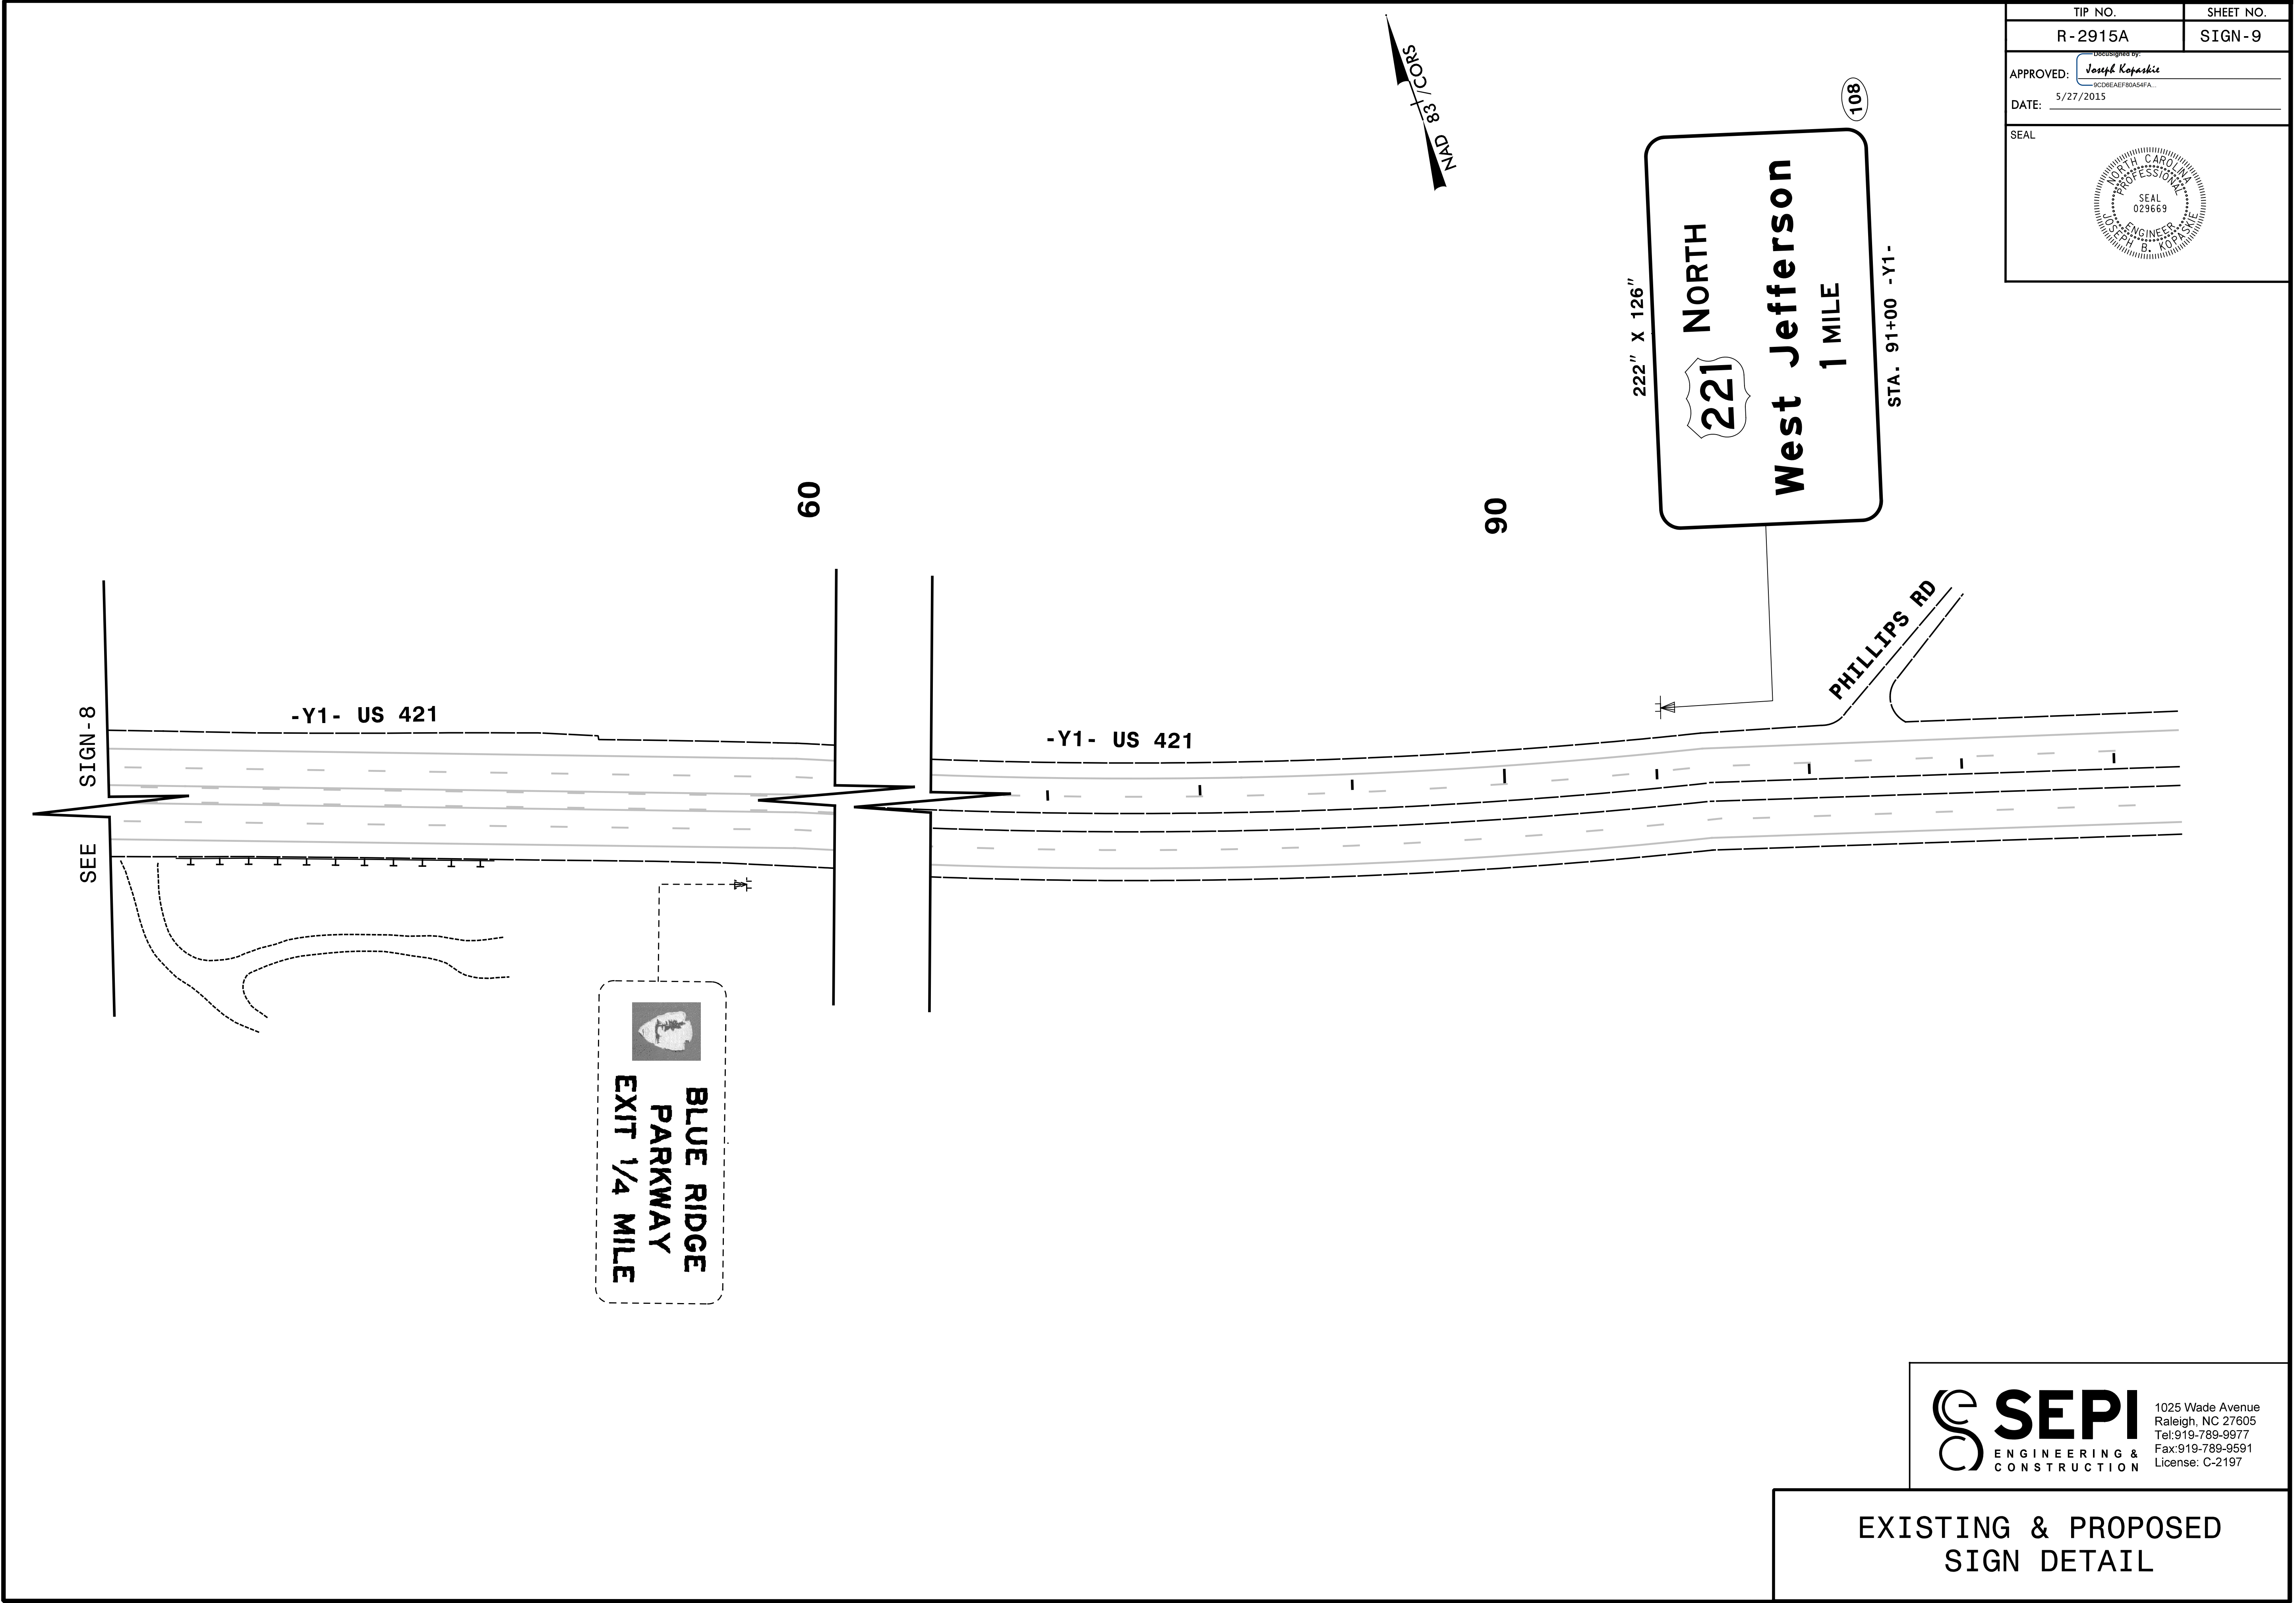 TIP NO.
SHEET NO.
R-2915A
SIGN-9
DocuSigned by:
APPROVED:
Joseph Kopaskie
9CD6EAEF80A54FA...
DATE:
5/27/2015
SEAL
NORTH CAROLINA
PROFESSIONAL
SEAL
029669
ENGINEER
JOSEPH B. KOPASKIE
NAD 83/CORS
108
222" X 126"
221 NORTH
West Jefferson
1 MILE
STA. 91+00 -Y1-
60
90
PHILLIPS RD
SEE SIGN-8
-Y1- US 421
-Y1- US 421
BLUE RIDGE
PARKWAY
EXIT 1/4 MILE
SEPI
ENGINEERING &
CONSTRUCTION
1025 Wade Avenue
Raleigh, NC 27605
Tel:919-789-9977
Fax:919-789-9591
License: C-2197
EXISTING & PROPOSED
SIGN DETAIL